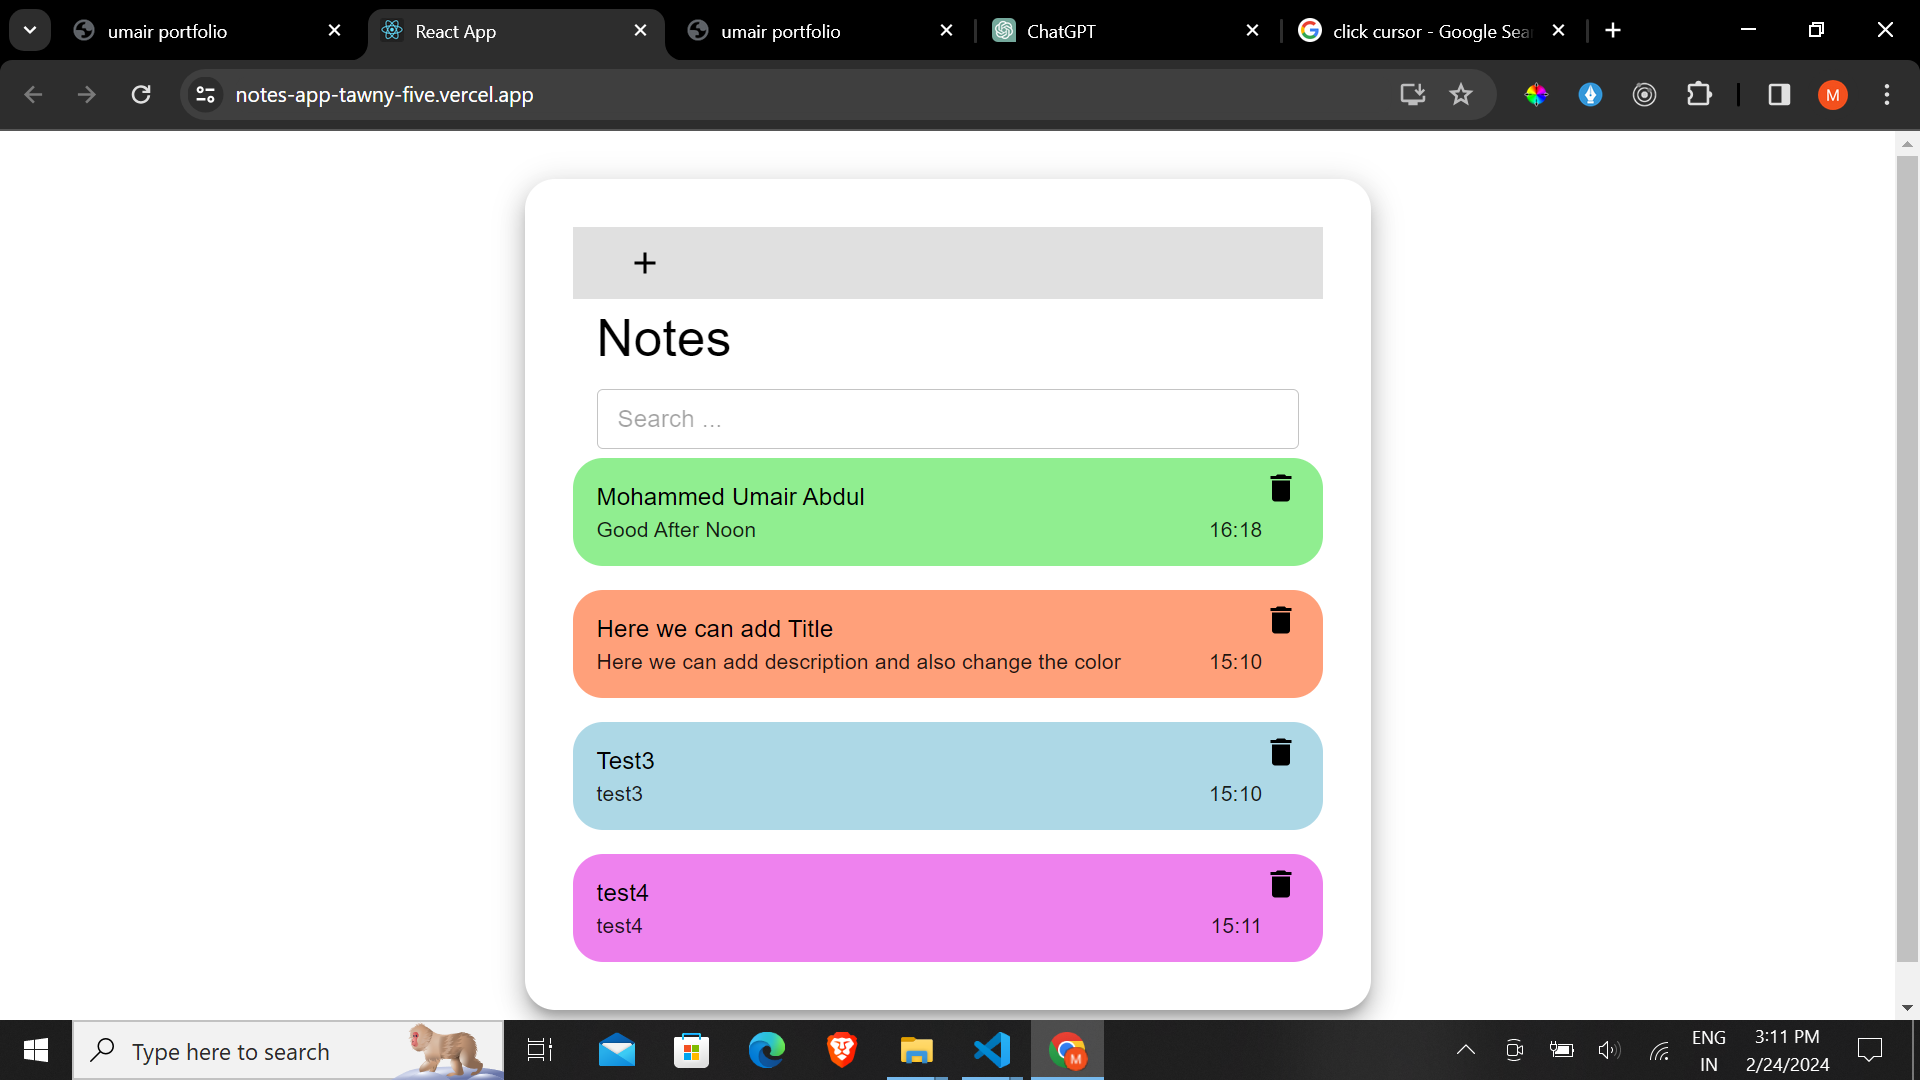 umair portfolio
React App
umair portfolio
ChatGPT
click cursor - Google Sear
notes-app-tawny-five.vercel.app
M
Notes
Search ...
Mohammed Umair Abdul
Good After Noon
16:18
Here we can add Title
Here we can add description and also change the color
15:10
Test3
test3
15:10
test4
test4
15:11
Type here to search
M
ENG
IN
3:11 PM
2/24/2024